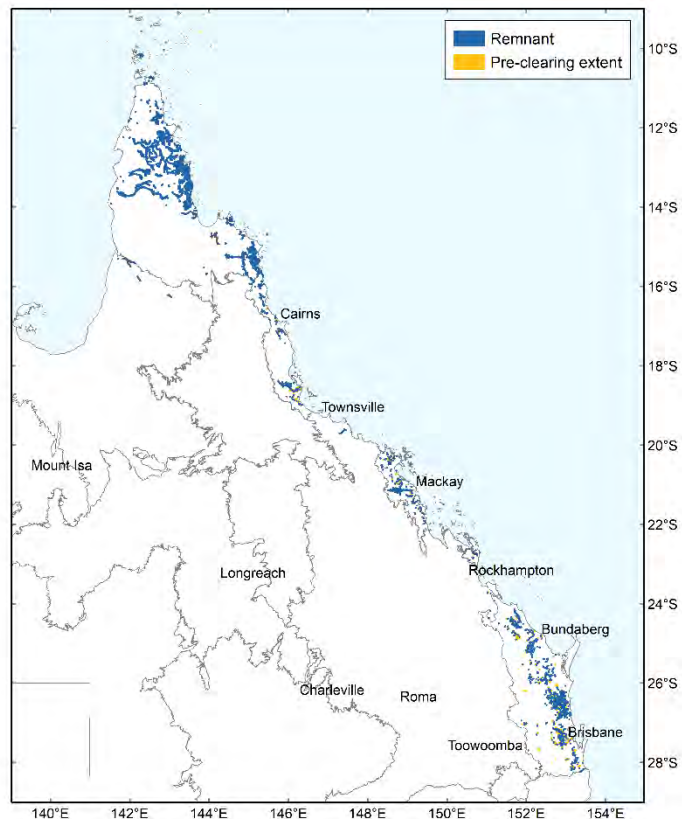 Remnant
Pre-clearing extent
10°S
12°S
14°S
16°S
Cairns
18°S
Townsville
20°S
Mount Isa
Mackay
22°S
Longreach
Rockhampton
24°S
Bundaberg
26°S
Charleville
Roma
Brisbane
Toowoomba
28°S
140°E 142°E 144°E 146°E 148°E 150°E 152°E 154°E